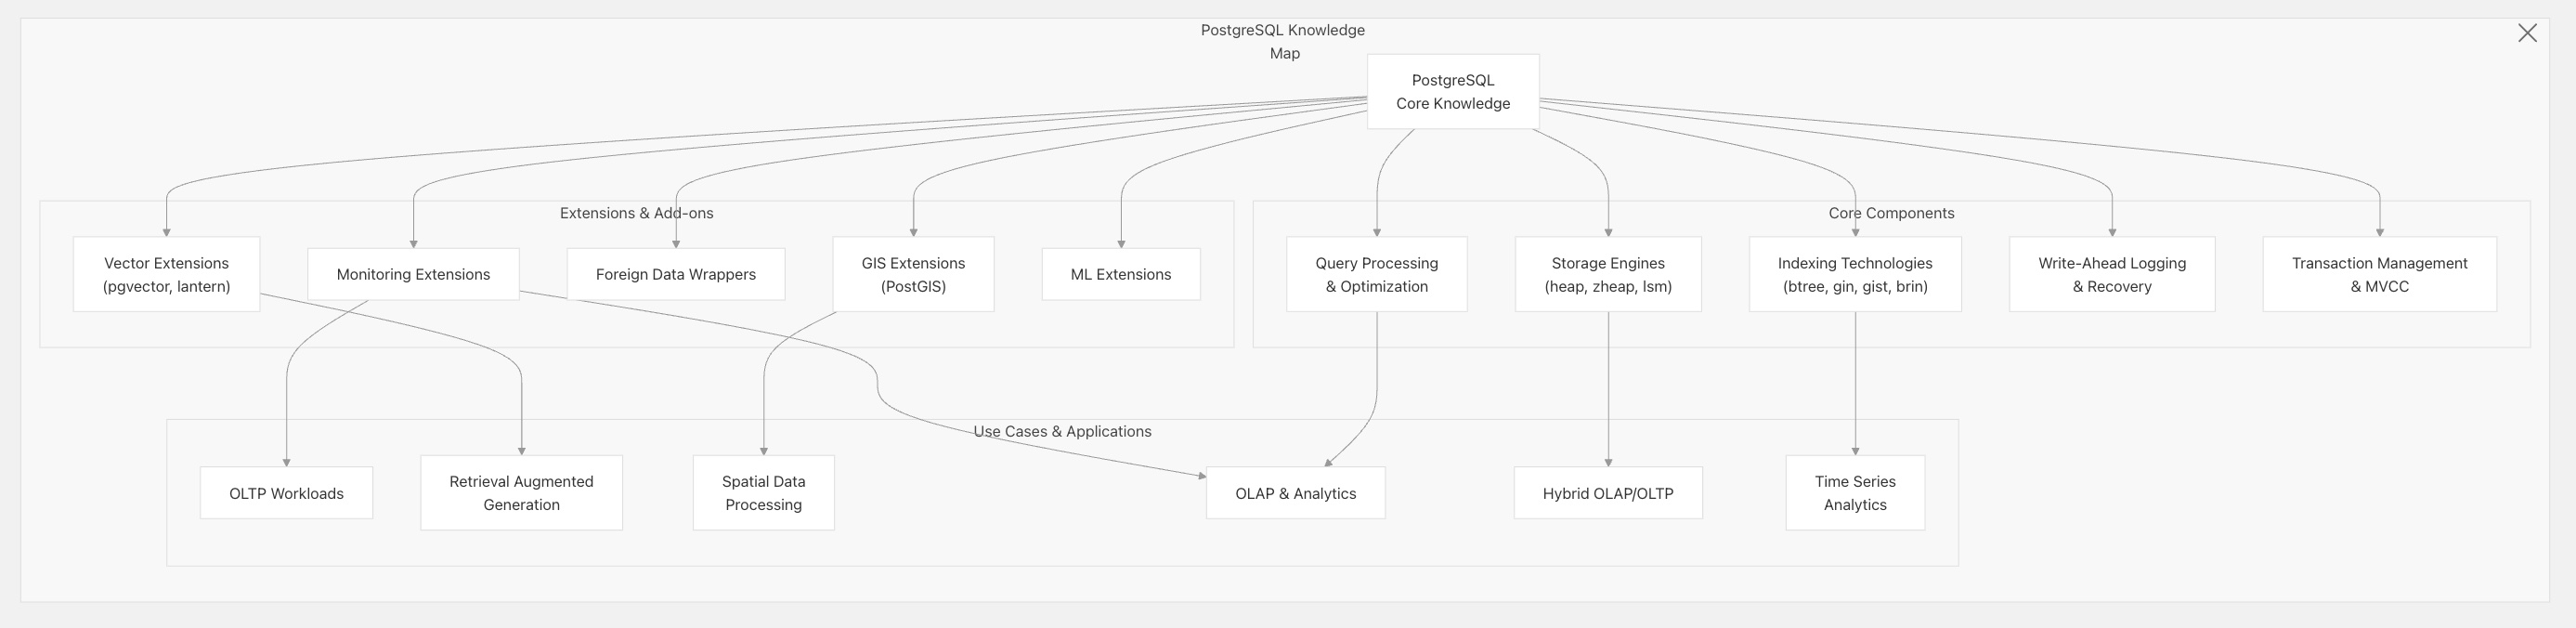 PostgreSQL Knowledge
Map
PostgreSQL
Core Knowledge
Extensions & Add-ons
Core Components
Vector Extensions
(pgvector, lantern)
Monitoring Extensions
Foreign Data Wrappers
GIS Extensions
(PostGIS)
ML Extensions
Query Processing
& Optimization
Storage Engines
(heap, zheap, lsm)
Indexing Technologies
(btree, gin, gist, brin)
Write-Ahead Logging
& Recovery
Transaction Management
& MVCC
Use Cases & Applications
OLTP Workloads
Retrieval Augmented
Generation
Spatial Data
Processing
OLAP & Analytics
Hybrid OLAP/OLTP
Time Series
Analytics